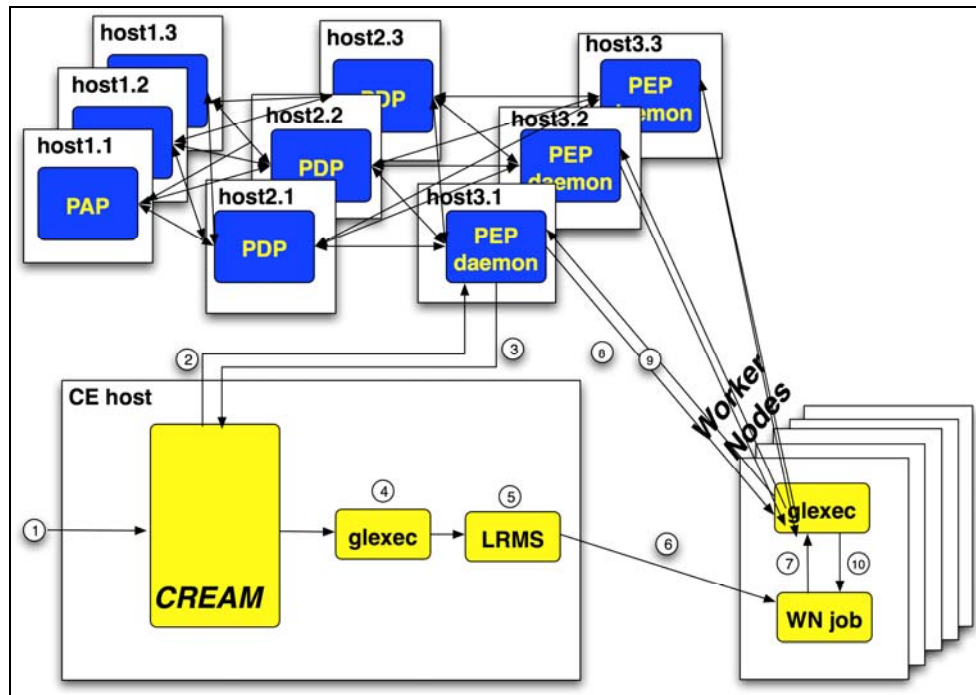 host1.3
host2.3
host3.3
PEP
daemon
host1.2
PDP
host2.2
host3.2
PDP
PEP
daemon
host1.1
PAP
host2.1
PDP
host3.1
PEP
daemon
2
3
8
9
Worker
Nodes
CE host
CREAM
1
4
glexec
5
LRMS
6
glexec
7
10
WN job